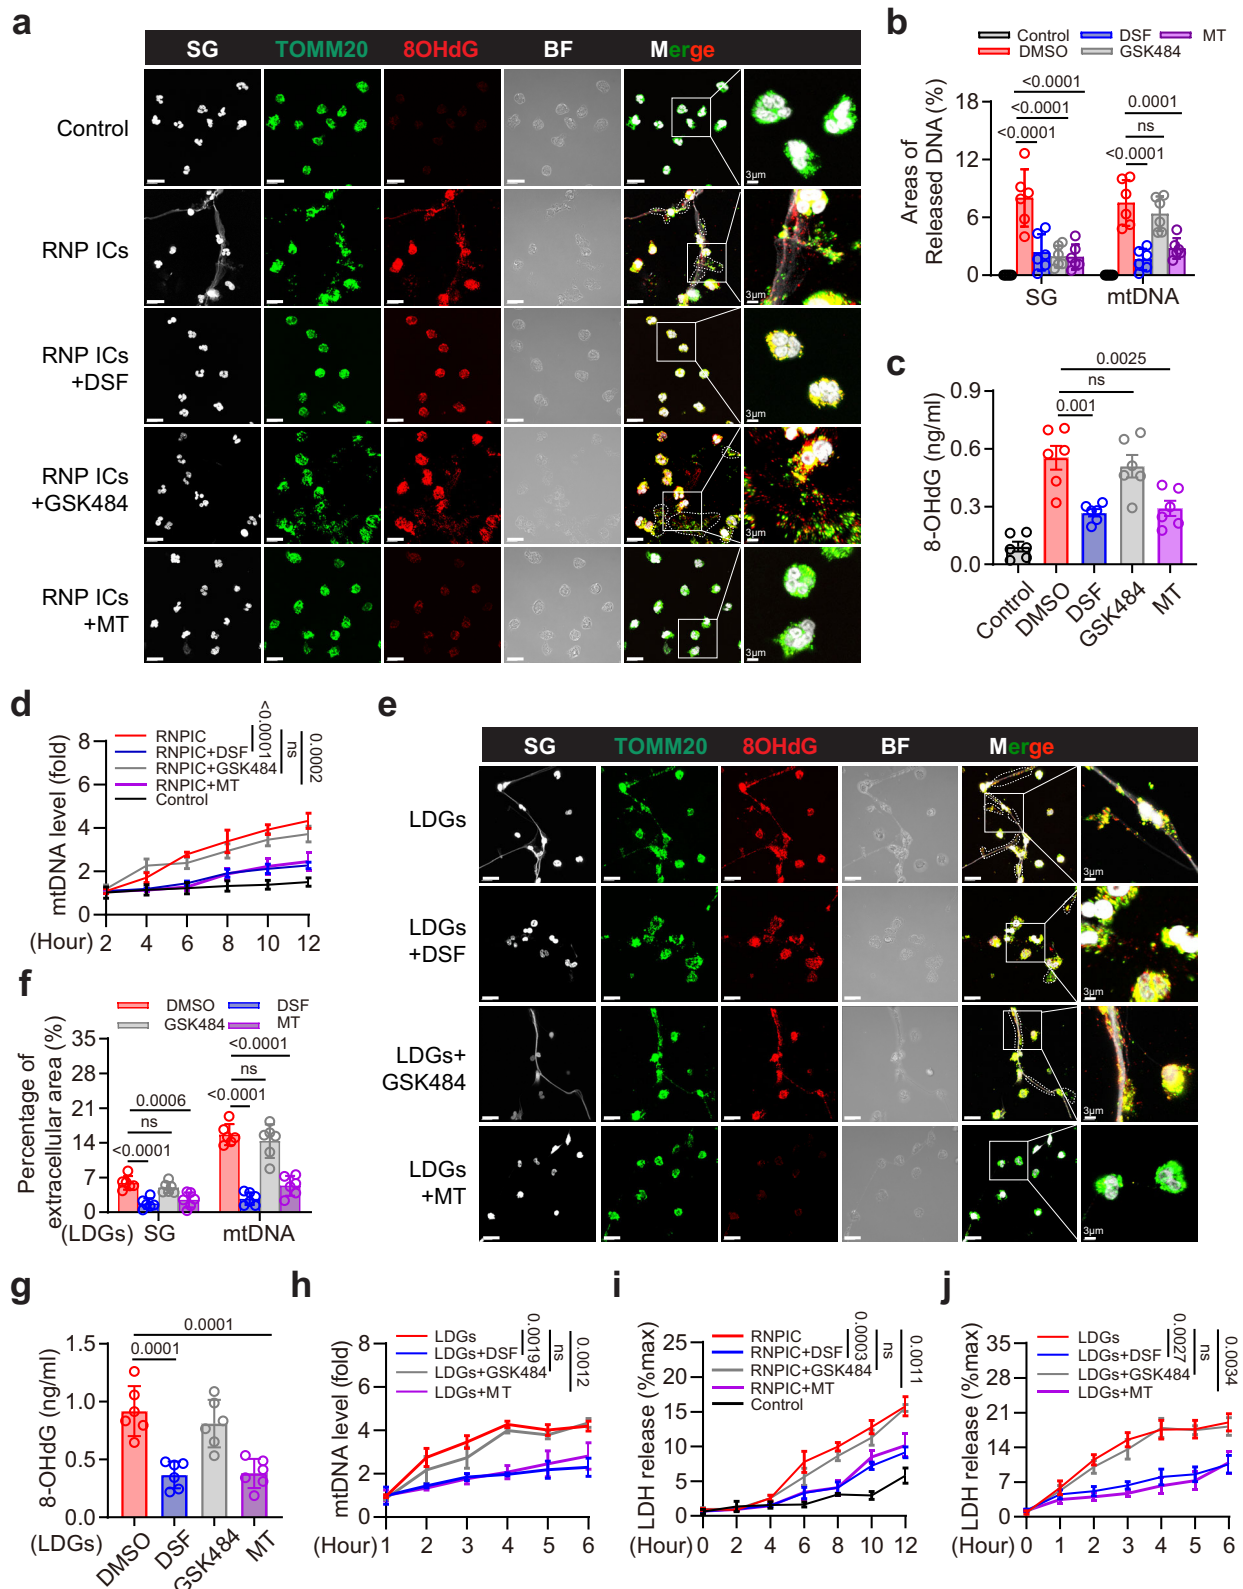 a
SG TOMM20 8OHdG BF Merge
Control
RNP ICs
RNP ICs
+DSF
RNP ICs
+GSK484
RNP ICs
+MT
3μm
3μm
3μm
3μm
3μm
b
Control DSF MT
DMSO GSK484
Areas of
Released DNA (%)
18
12
6
0
<0.0001
<0.0001
<0.0001
0.0001
ns
<0.0001
SG mtDNA
c
8-OHdG (ng/ml)
0.9
0.6
0.3
0.0
0.0025
ns
0.001
Control DMSO DSF GSK484 MT
d
mtDNA level (fold)
8
6
4
2
0
RNPIC
RNPIC+DSF
RNPIC+GSK484
RNPIC+MT
Control
<0.0001
ns
0.0002
(Hour) 2 4 6 8 10 12
e
SG TOMM20 8OHdG BF Merge
LDGs
LDGs
+DSF
LDGs+
GSK484
LDGs
+MT
3μm
3μm
3μm
3μm
f
DMSO DSF
GSK484 MT
Percentage of
extracellular area (%)
35
28
21
14
7
0
0.0006
ns
<0.0001
<0.0001
ns
<0.0001
(LDGs) SG mtDNA
g
8-OHdG (ng/ml)
1.5
1.0
0.5
0.0
0.0001
0.0001
(LDGs) DMSO DSF GSK484 MT
h
mtDNA level (fold)
8
6
4
2
0
LDGs
LDGs+DSF
LDGs+GSK484
LDGs+MT
0.0019
ns
0.0012
(Hour) 1 2 3 4 5 6
i
LDH release (%max)
25
20
15
10
5
0
RNPIC
RNPIC+DSF
RNPIC+GSK484
RNPIC+MT
Control
0.0003
ns
0.0011
(Hour) 0 2 4 6 8 10 12
j
LDH release (%max)
35
28
21
14
7
0
LDGs
LDGs+DSF
LDGs+GSK484
LDGs+MT
0.0027
ns
0.0034
(Hour) 0 1 2 3 4 5 6